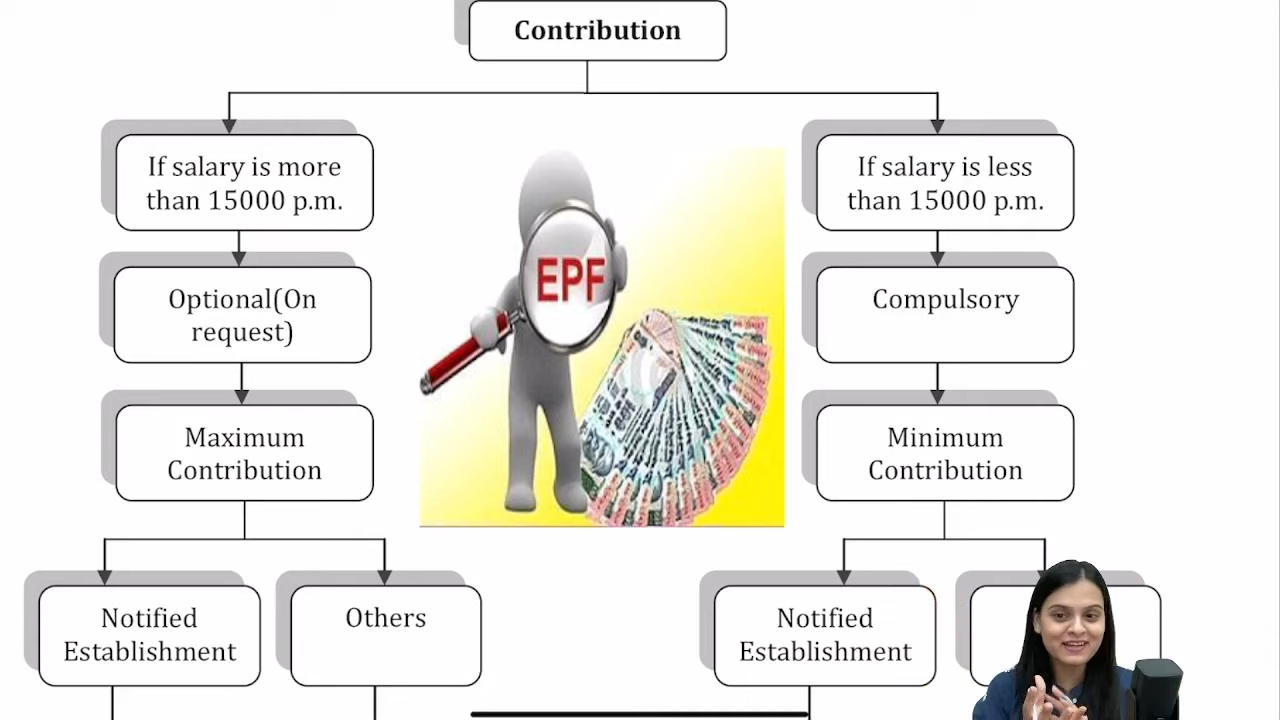 Contribution
If salary is more
than 15000 p.m.
If salary is less
than 15000 p.m.
Optional(On
request)
Compulsory
EPF
Maximum
Contribution
Minimum
Contribution
Notified
Establishment
Others
Notified
Establishment